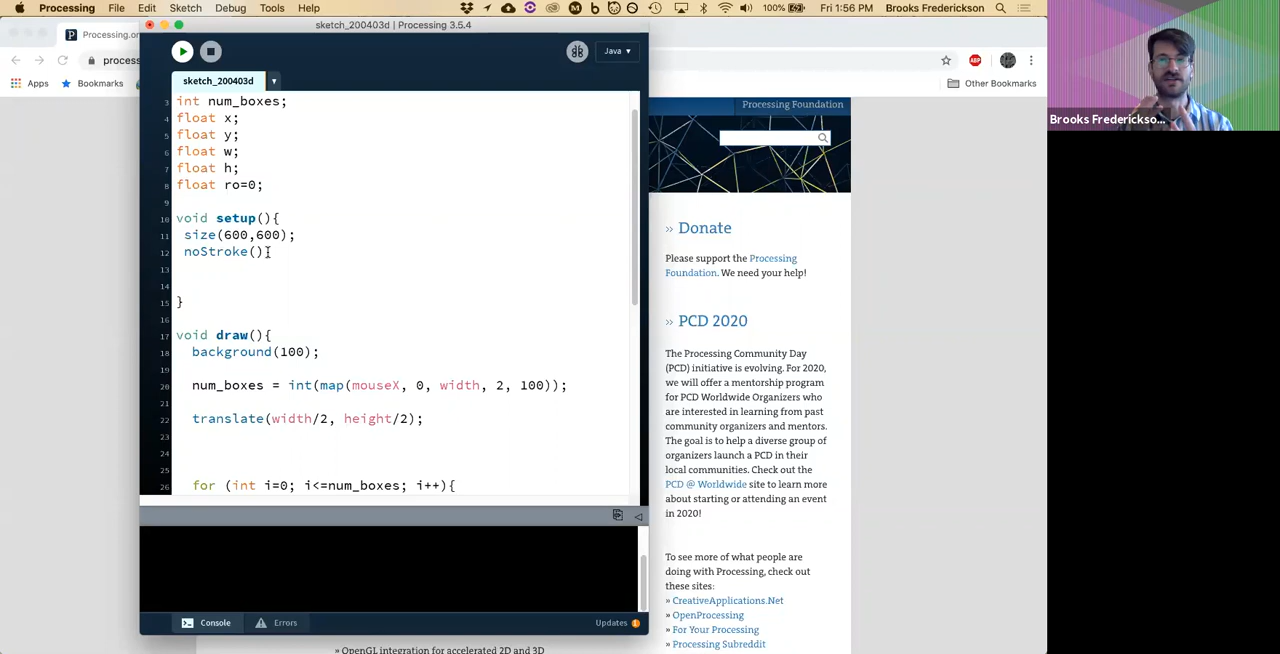 Processing File Edit Sketch Debug Tools Help
100% Fri 1:56 PM Brooks Frederickson
sketch_200403d | Processing 3.5.4
Processing.or
proces
Apps Bookmarks
Other Bookmarks
ABP
Java
sketch_200403d
3 int num_boxes;
4 float x;
5 float y;
6 float w;
7 float h;
8 float ro=0;
9
10 void setup(){
11 size(600,600);
12 noStroke()
13
14
15 }
16
17 void draw(){
18 background(100);
19
20 num_boxes = int(map(mouseX, 0, width, 2, 100));
21
22 translate(width/2, height/2);
23
24
25
26 for (int i=0; i<=num_boxes; i++){
Console Errors
Updates 1
Processing Foundation
» Donate
Please support the Processing
Foundation. We need your help!
» PCD 2020
The Processing Community Day
(PCD) initiative is evolving. For 2020,
we will offer a mentorship program
for PCD Worldwide Organizers who
are interested in learning from past
community organizers and mentors.
The goal is to help a diverse group of
organizers launch a PCD in their
local communities. Check out the
PCD @ Worldwide site to learn more
about starting or attending an event
in 2020!
To see more of what people are
doing with Processing, check out
these sites:
» CreativeApplications.Net
» OpenProcessing
» For Your Processing
» Processing Subreddit
» OpenGL integration for accelerated 2D and 3D
Brooks Frederickso...